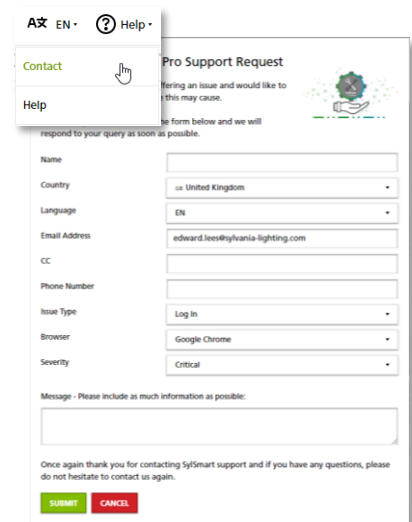 A文 EN Help
Contact
Help
Pro Support Request
fering an issue and would like to
this may cause.
he form below and we will
respond to your query as soon as possible.
Name
Country GB United Kingdom
Language EN
Email Address edward.lees@sylvania-lighting.com
CC
Phone Number
Issue Type Log In
Browser Google Chrome
Severity Critical
Message - Please include as much information as possible:
Once again thank you for contacting SylSmart support and if you have any questions, please
do not hesitate to contact us again.
SUBMIT CANCEL